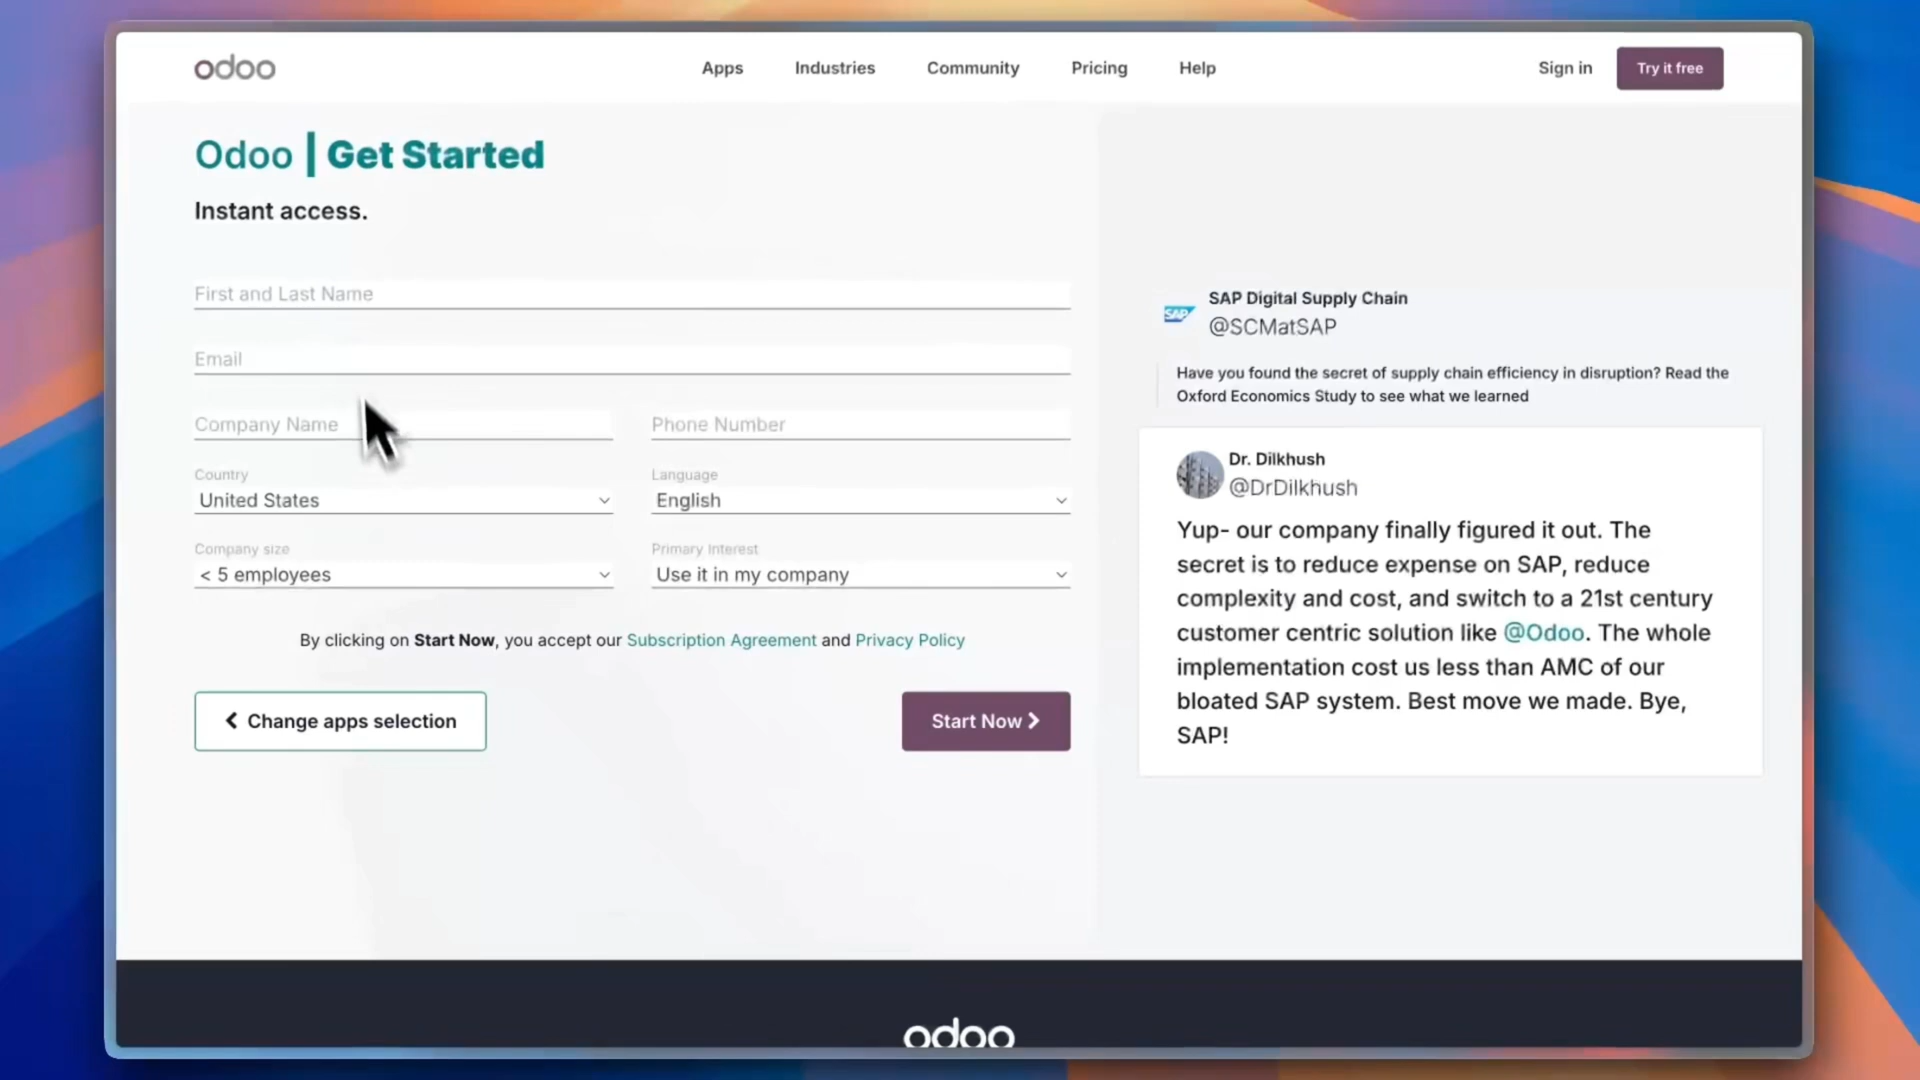 odoo
Apps
Industries
Community
Pricing
Help
Sign in
Try it free
Odoo | Get Started
Instant access.
First and Last Name
Email
Company Name
Phone Number
Country
Language
United States
English
Company size
Primary Interest
< 5 employees
Use it in my company
By clicking on Start Now, you accept our Subscription Agreement and Privacy Policy
Change apps selection
Start Now
SAP
SAP Digital Supply Chain
@SCMatSAP
Have you found the secret of supply chain efficiency in disruption? Read the
Oxford Economics Study to see what we learned
Dr. Dilkhush
@DrDilkhush
Yup- our company finally figured it out. The
secret is to reduce expense on SAP, reduce
complexity and cost, and switch to a 21st century
customer centric solution like @Odoo. The whole
implementation cost us less than AMC of our
bloated SAP system. Best move we made. Bye,
SAP!
odoo